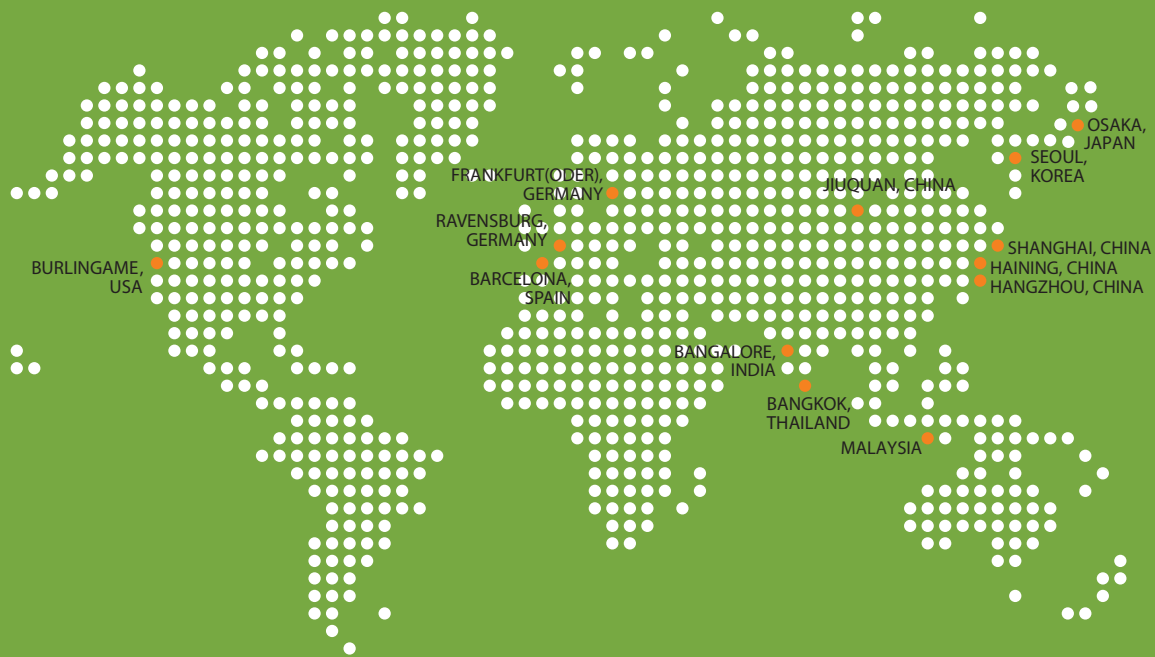 OSAKA,
JAPAN
SEOUL,
KOREA
FRANKFURT(ODER),
GERMANY
JIUQUAN, CHINA
RAVENSBURG,
GERMANY
SHANGHAI, CHINA
BURLINGAME,
USA
HAINING, CHINA
BARCELONA,
SPAIN
HANGZHOU, CHINA
BANGALORE,
INDIA
BANGKOK,
THAILAND
MALAYSIA